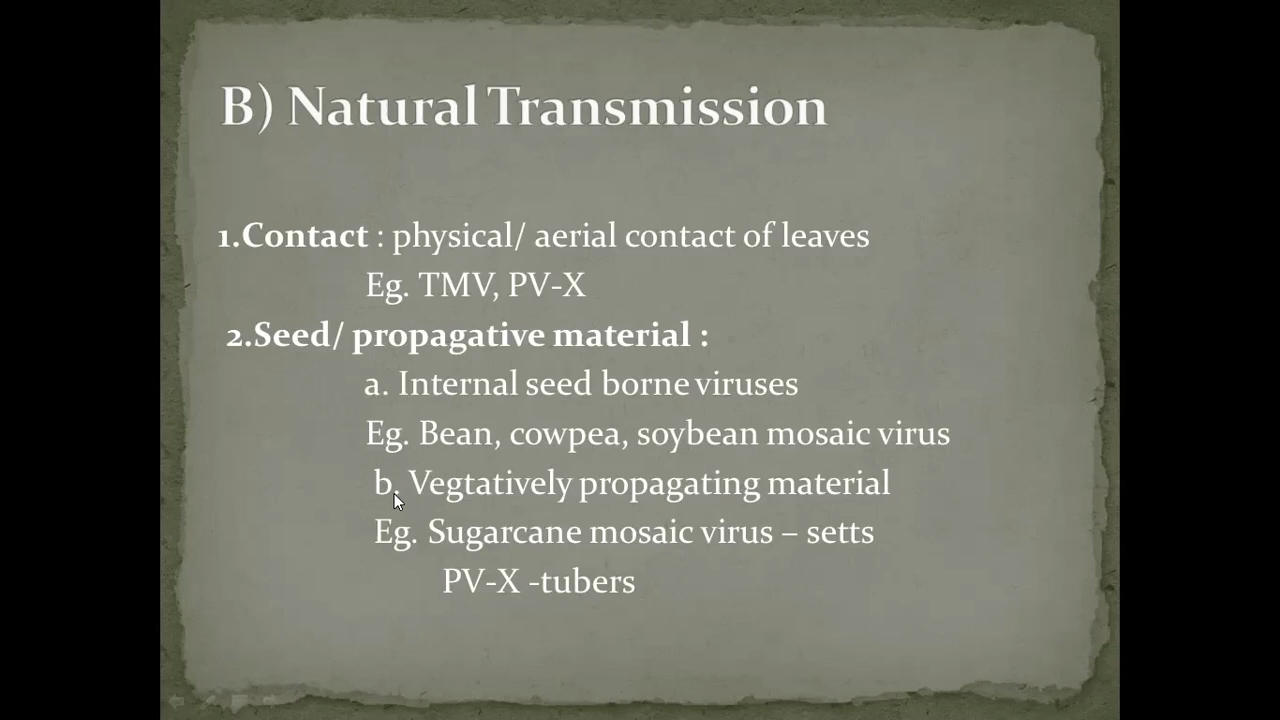 B) Natural Transmission
1.Contact : physical/ aerial contact of leaves
Eg. TMV, PV-X
2.Seed/ propagative material :
a. Internal seed borne viruses
Eg. Bean, cowpea, soybean mosaic virus
b. Vegtatively propagating material
Eg. Sugarcane mosaic virus – setts
PV-X -tubers